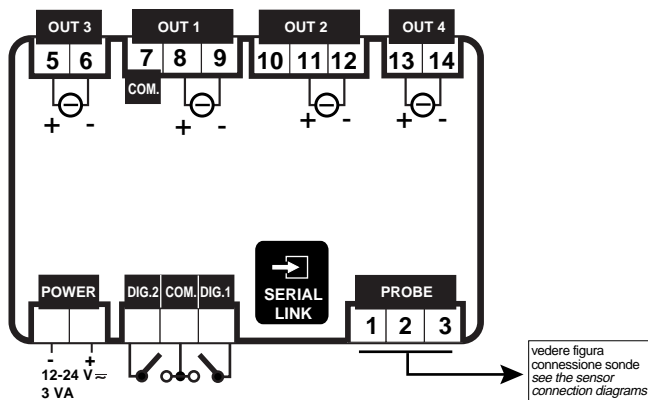 OUT 3 OUT 1 OUT 2 OUT 4
5 6 7 8 9 10 11 12 13 14
COM.
+ - + - + - + -
POWER DIG.2 COM. DIG.1 SERIAL LINK PROBE
1 2 3
- +
12-24 V⎓
3 VA
vedere figura
connessione sonde
see the sensor
connection diagrams